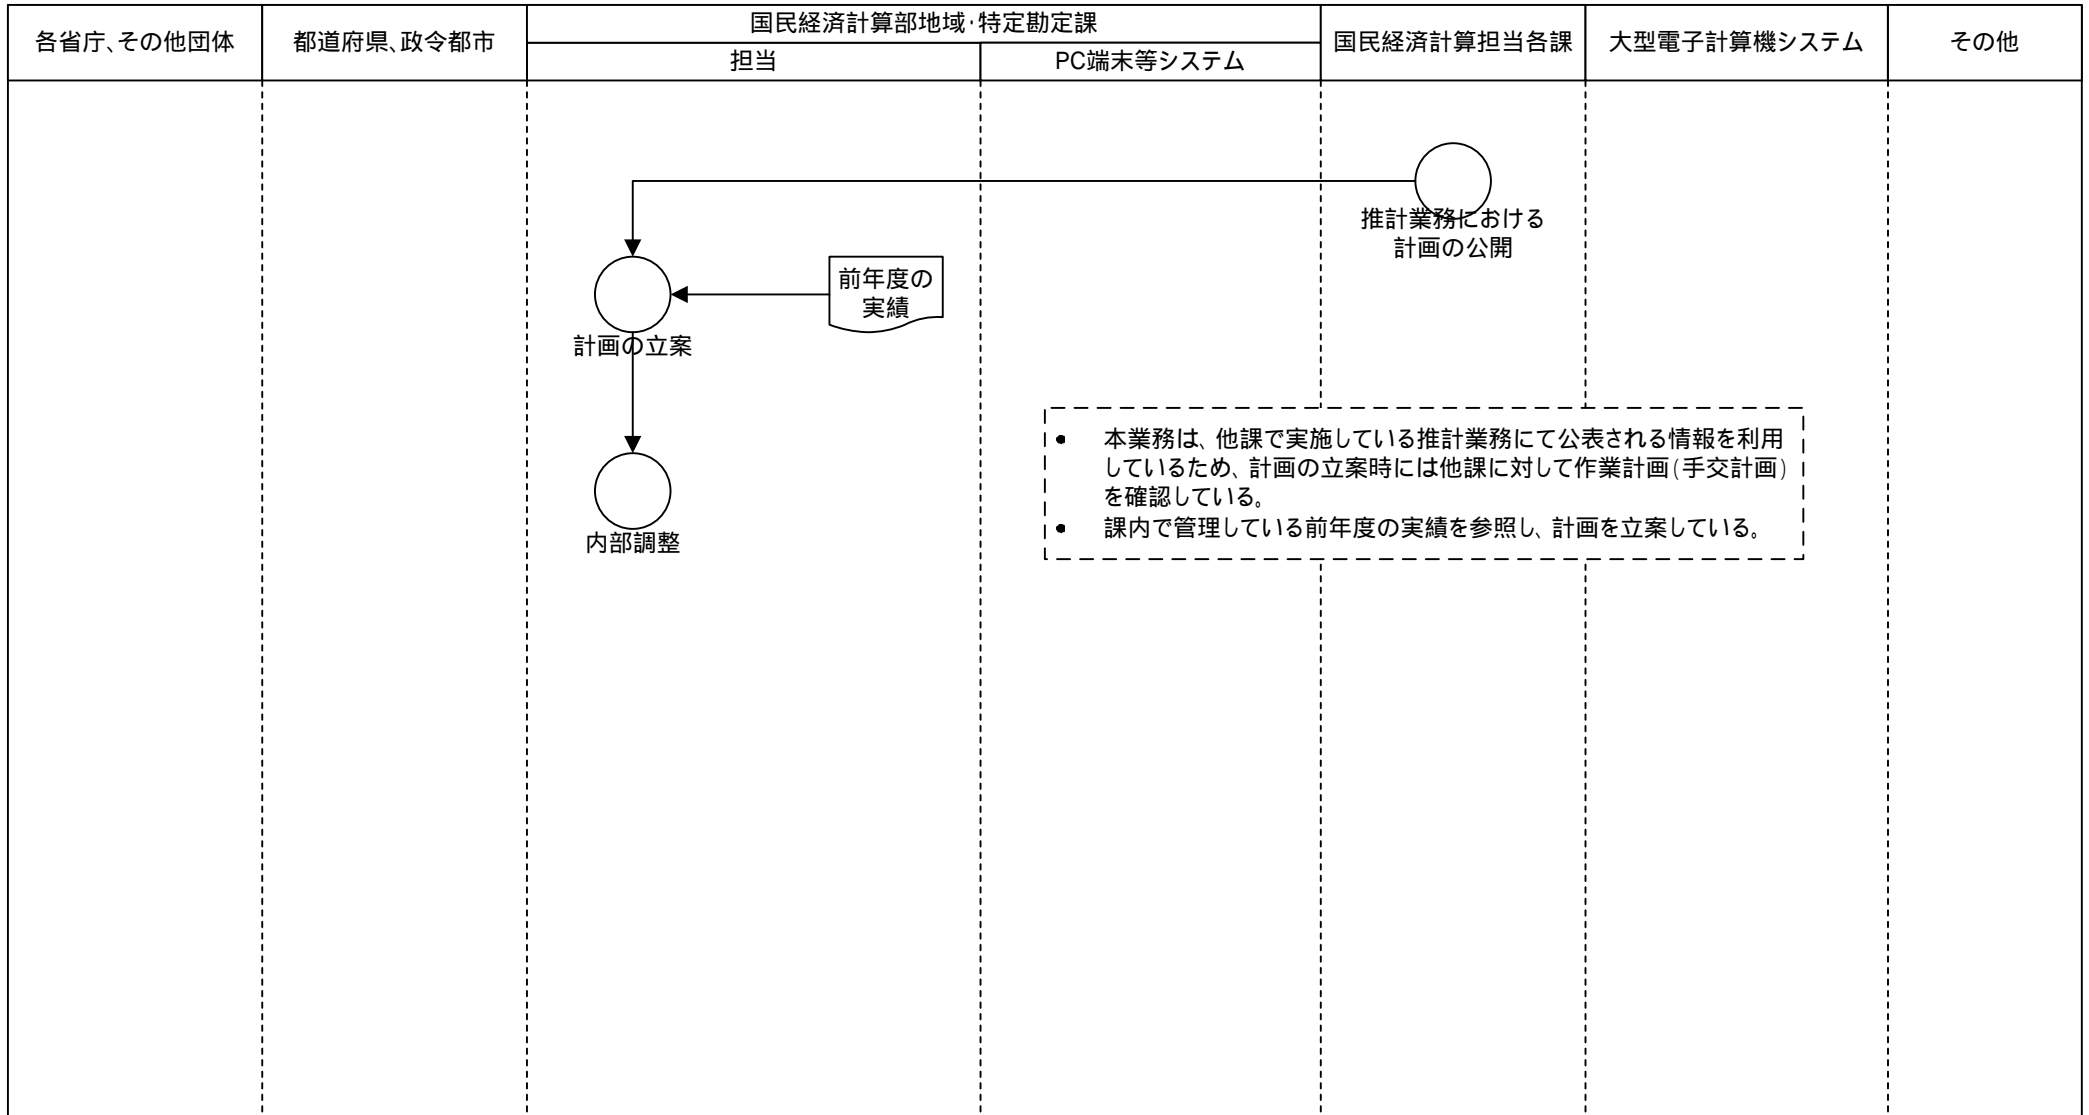 各省庁、その他団体
都道府県、政令都市
国民経済計算部地域・特定勘定課
担当
PC端末等システム
国民経済計算担当各課
大型電子計算機システム
その他
推計業務における
計画の公開
前年度の
実績
計画の立案
内部調整
• 本業務は、他課で実施している推計業務にて公表される情報を利用
しているため、計画の立案時には他課に対して作業計画(手交計画)
を確認している。
• 課内で管理している前年度の実績を参照し、計画を立案している。